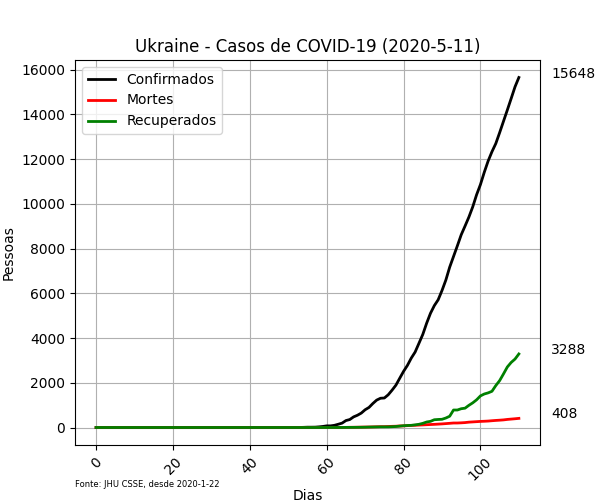 Ukraine - Casos de COVID-19 (2020-5-11)
Confirmados
Mortes
Recuperados
16000
14000
12000
10000
8000
6000
4000
2000
0
Pessoas
15648
3288
408
0
20
40
60
80
100
Fonte: JHU CSSE, desde 2020-1-22
Dias